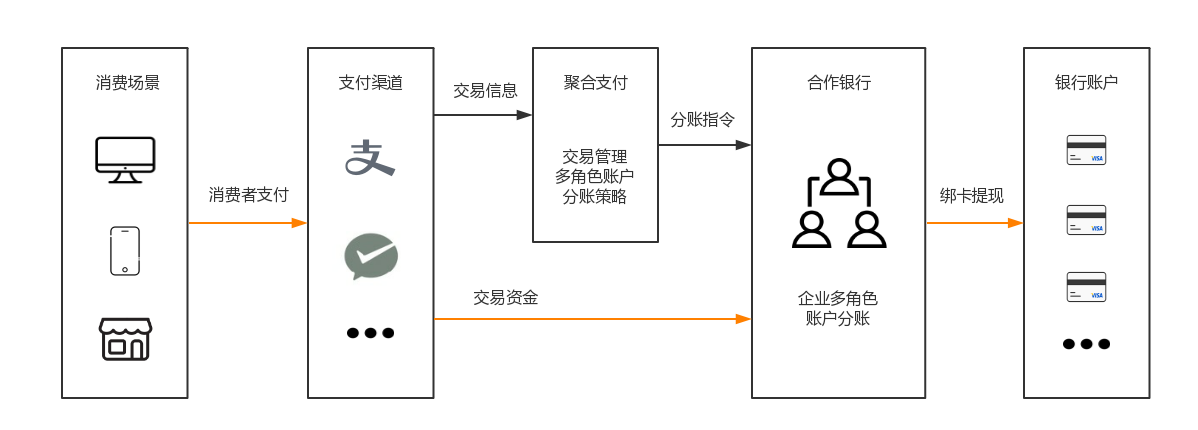 消费场景
消费者支付
支付渠道
支
交易信息
交易资金
聚合支付
交易管理
多角色账户
分账策略
分账指令
合作银行
企业多角色
账户分账
绑卡提现
银行账户
VISA
VISA
VISA